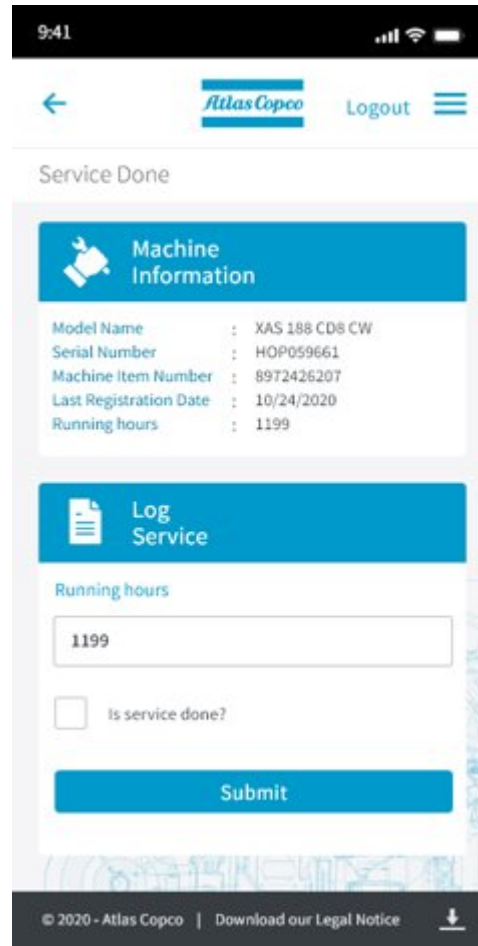 9:41
Atlas Copco
Logout
Service Done
Machine
Information
Model Name : XAS 188 CD8 CW
Serial Number : HOP059661
Machine Item Number : 8972426207
Last Registration Date : 10/24/2020
Running hours : 1199
Log
Service
Running hours
1199
Is service done?
Submit
© 2020 - Atlas Copco | Download our Legal Notice